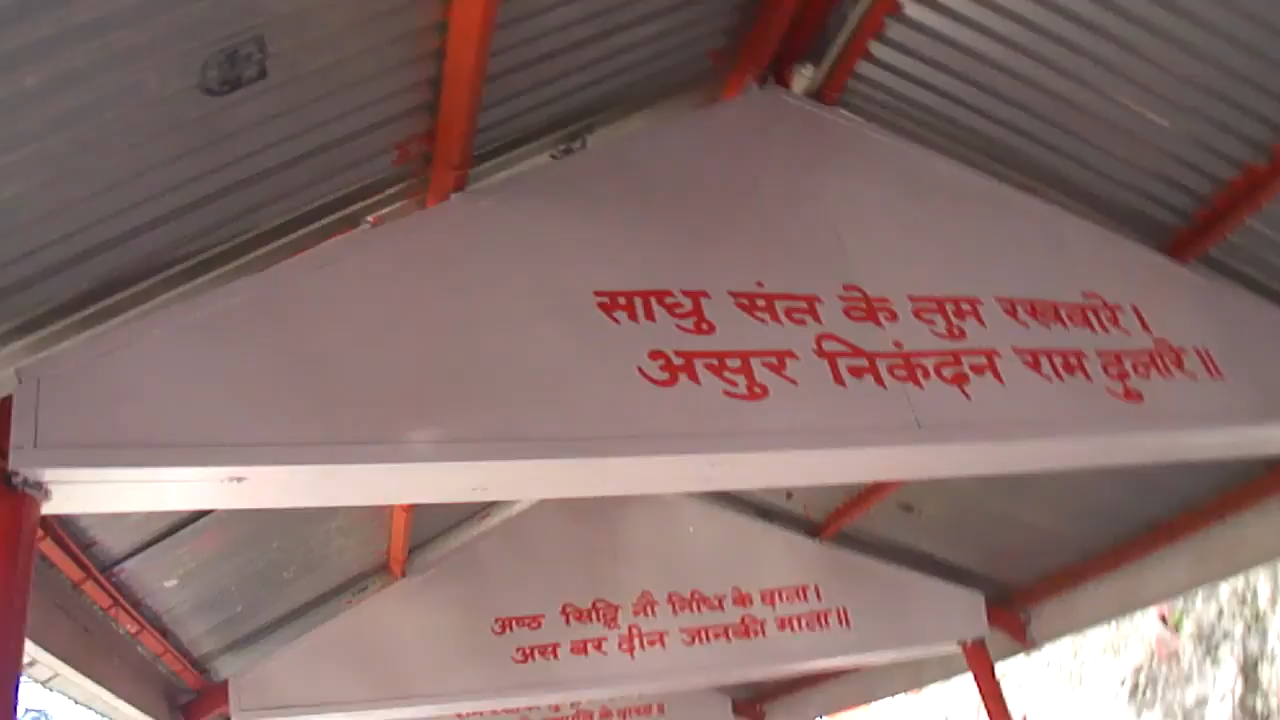 साधु संत के तुम रखवारे।
असुर निकंदन राम दुलारे॥
अष्ठ सिद्धि नौ निधि के दाता।
अस बर दीन जानकी माता॥